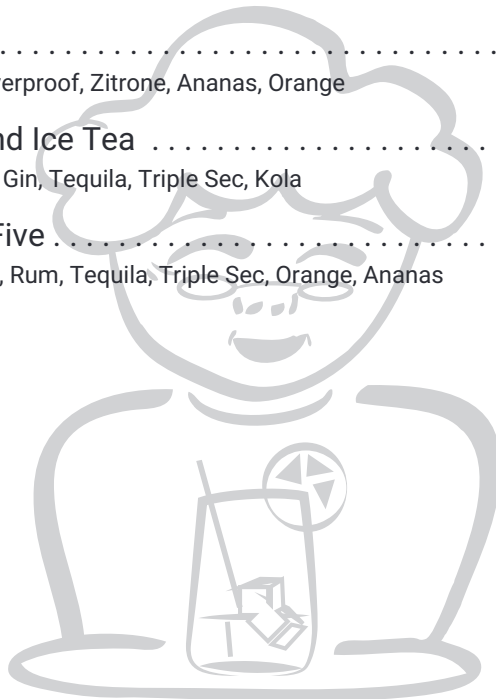 . . . . . . . . . . . . . . . . . . . . . . . . . . . . . . . . . . . . .
erproof, Zitrone, Ananas, Orange
nd Ice Tea . . . . . . . . . . . . . . . . . . . . . . . . . .
Gin, Tequila, Triple Sec, Kola
Five . . . . . . . . . . . . . . . . . . . . . . . . . . . . . . . . .
, Rum, Tequila, Triple Sec, Orange, Ananas